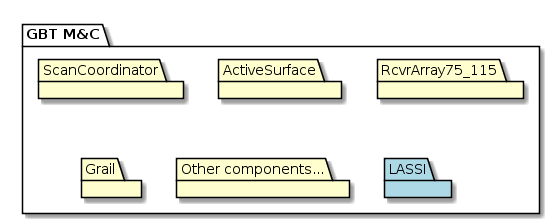 GBT M&C
ScanCoordinator
ActiveSurface
RcvrArray75_115
Grail
Other components...
LASSI